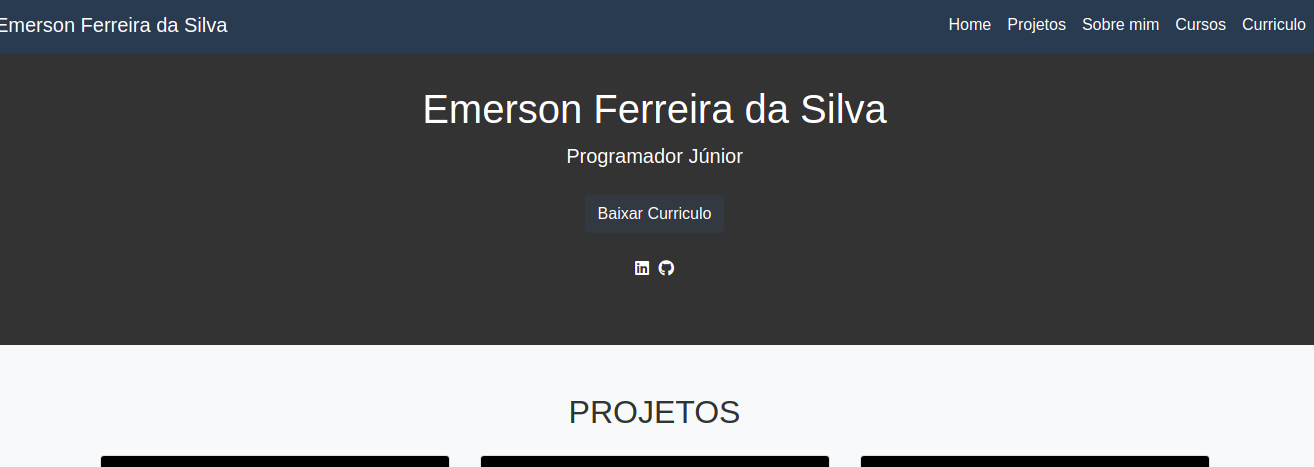 Emerson Ferreira da Silva
Home Projetos Sobre mim Cursos Curriculo
Emerson Ferreira da Silva
Programador Júnior
Baixar Curriculo
in
PROJETOS